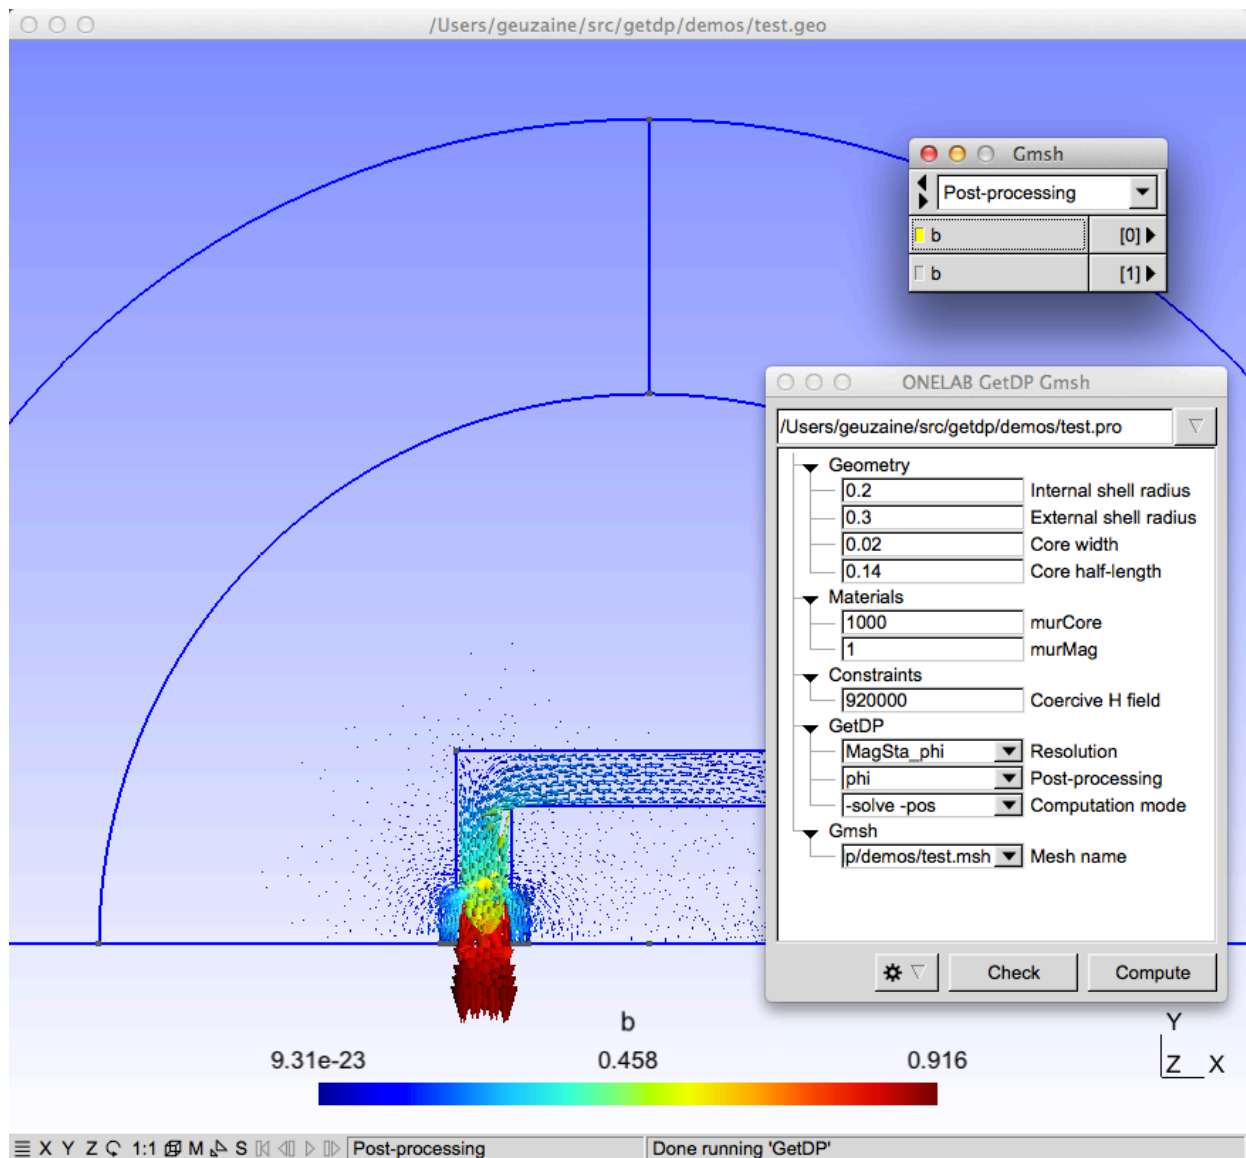 /Users/geuzaine/src/getdp/demos/test.geo
Gmsh
Post-processing
b [0]
b [1]
ONELAB GetDP Gmsh
/Users/geuzaine/src/getdp/demos/test.pro
Geometry
0.2 Internal shell radius
0.3 External shell radius
0.02 Core width
0.14 Core half-length
Materials
1000 murCore
1 murMag
Constraints
920000 Coercive H field
GetDP
MagSta_phi Resolution
phi Post-processing
-solve -pos Computation mode
Gmsh
p/demos/test.msh Mesh name
Check Compute
b
9.31e-23 0.458 0.916
Y
Z X
X Y Z 1:1 M S Post-processing Done running 'GetDP'